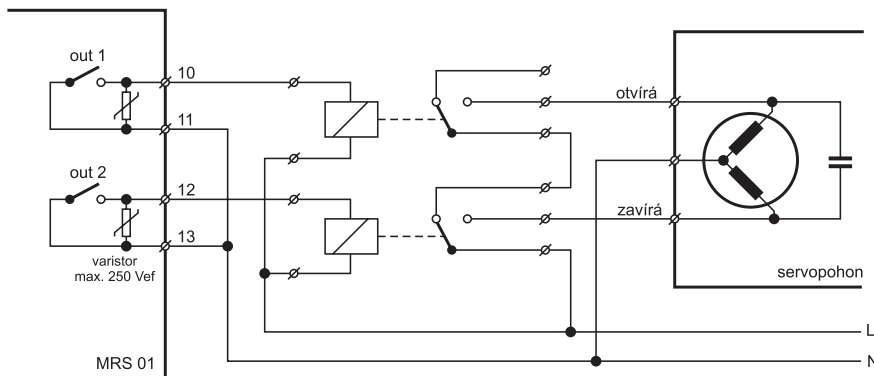 out 1
10
11
out 2
12
13
varistor
max. 250 Vef
MRS 01
otvírá
zavírá
servopohon
L
N